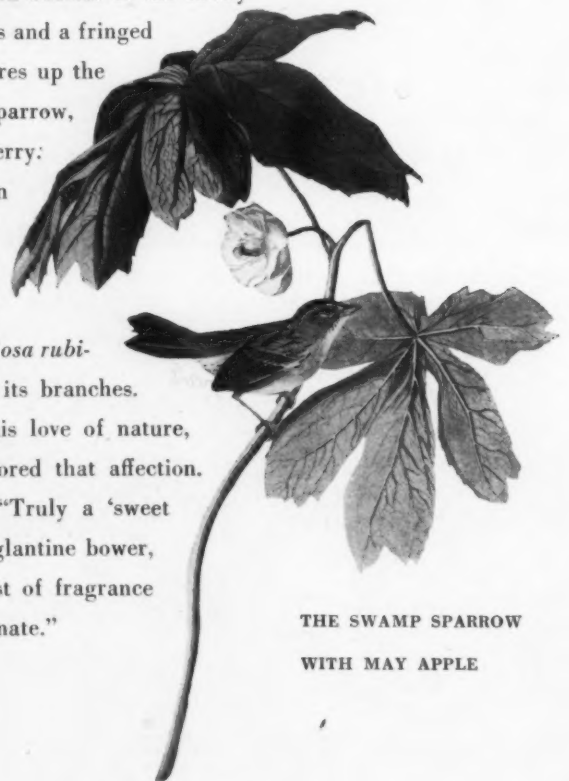 s and a fringed
res up the
parrow,
erry:
n
osa rubi-
its branches.
is love of nature,
ored that affection.
"Truly a 'sweet
glantine bower,
st of fragrance
nate."
THE SWAMP SPARROW
WITH MAY APPLE